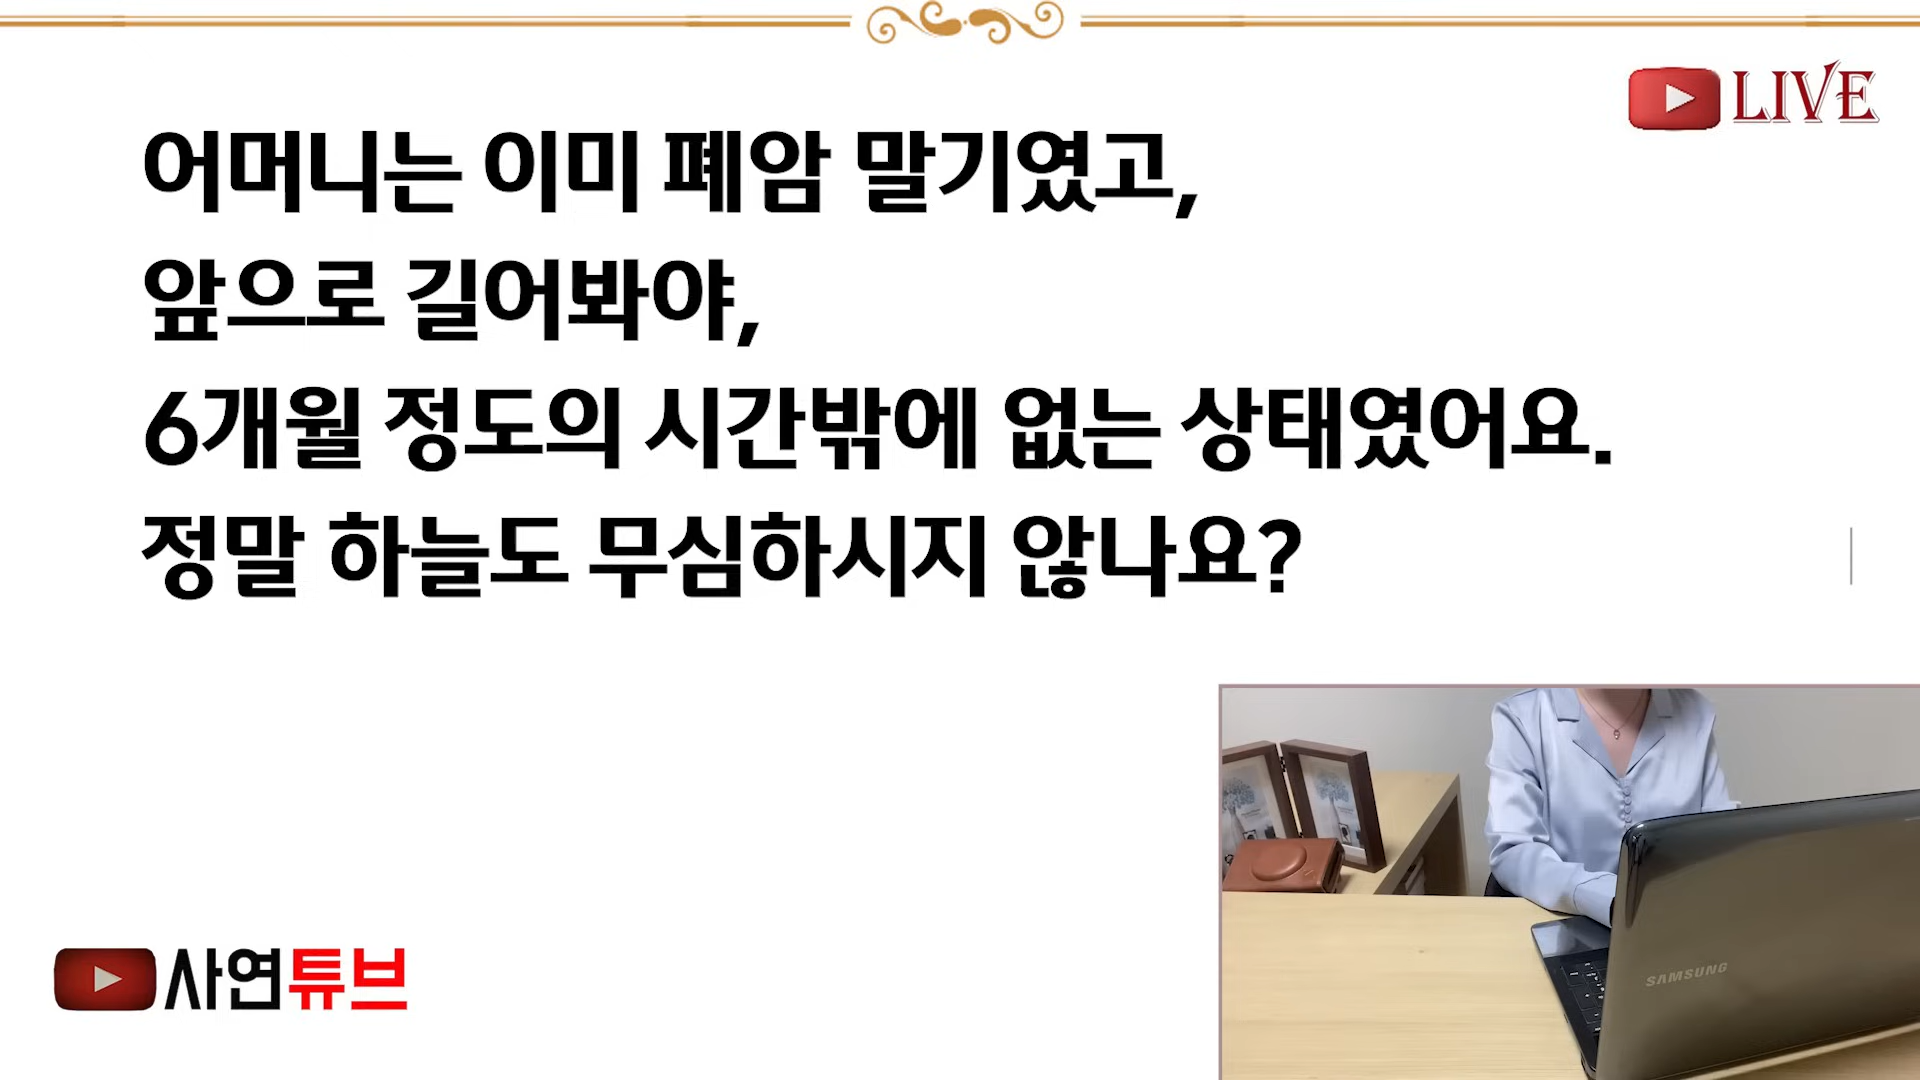 LIVE
어머니는 이미 폐암 말기였고,
앞으로 길어봐야,
6개월 정도의 시간밖에 없는 상태였어요.
정말 하늘도 무심하시지 않나요?
SAMSUNG
사연튜브